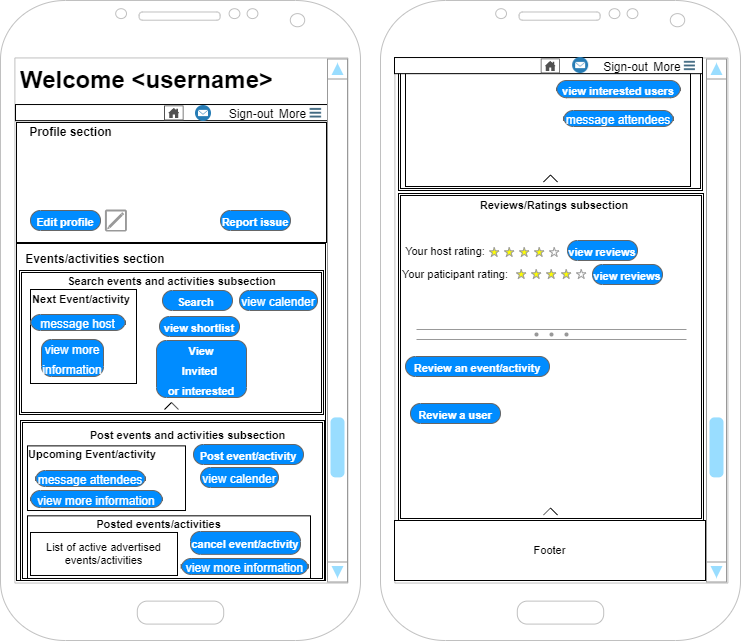 Welcome <username>
Sign-out More
Profile section
Edit profile
Report issue
Events/activities section
Search events and activities subsection
Next Event/activity
Search
view calender
message host
view shortlist
view more
information
View
Invited
or interested
Post events and activities subsection
Upcoming Event/activity
Post event/activity
message attendees
view calender
view more information
Posted events/activities
List of active advertised
events/activities
cancel event/activity
view more information
Sign-out More
view interested users
message attendees
Reviews/Ratings subsection
Your host rating:
view reviews
Your paticipant rating:
view reviews
Review an event/activity
Review a user
Footer